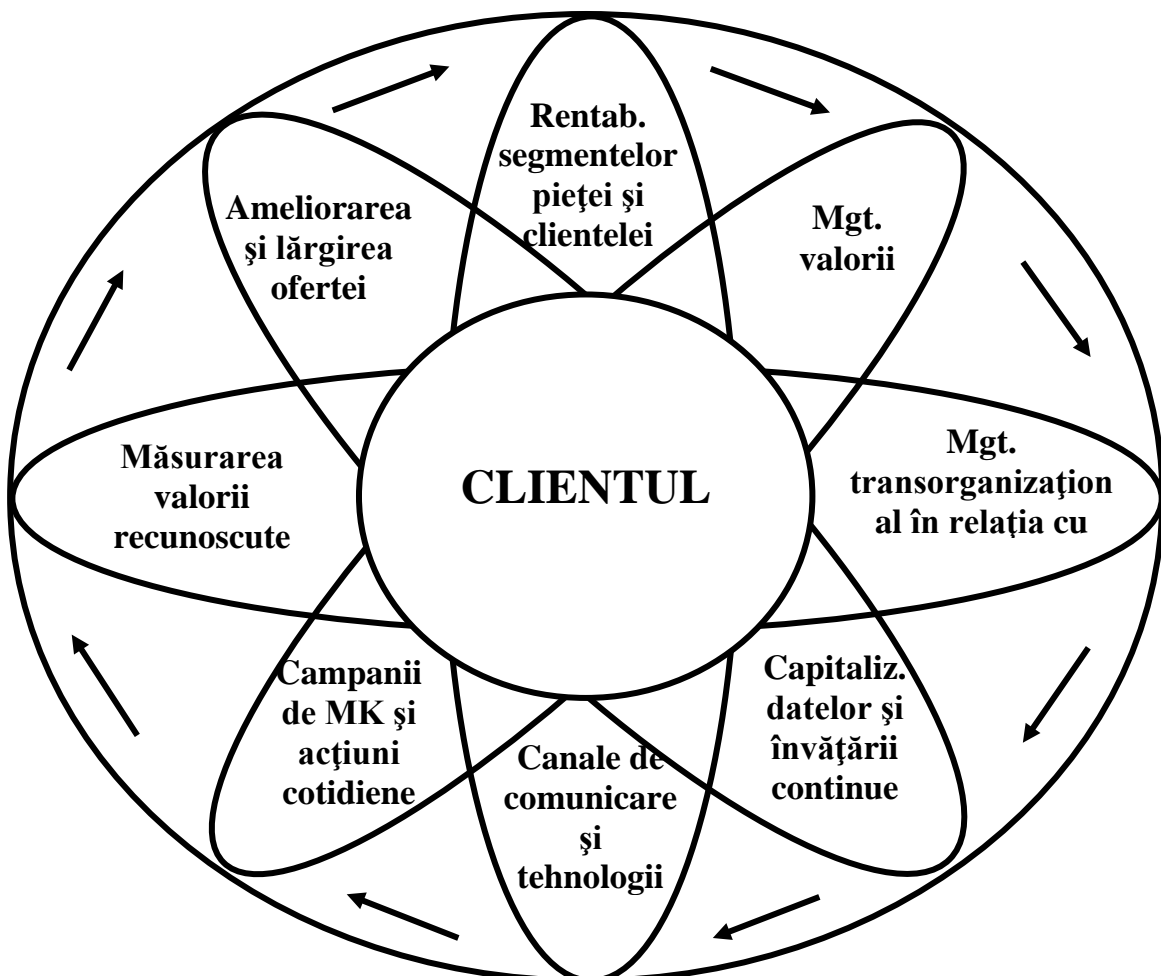 Rentab.
segmentelor
pieţei şi
clientelei
Mgt.
valorii
Mgt.
transorganizaţion
al în relaţia cu
Capitaliz.
datelor şi
învăţării
continue
Canale de
comunicare
şi
tehnologii
Campanii
de MK şi
acţiuni
cotidiene
Măsurarea
valorii
recunoscute
Ameliorarea
şi lărgirea
ofertei
CLIENTUL